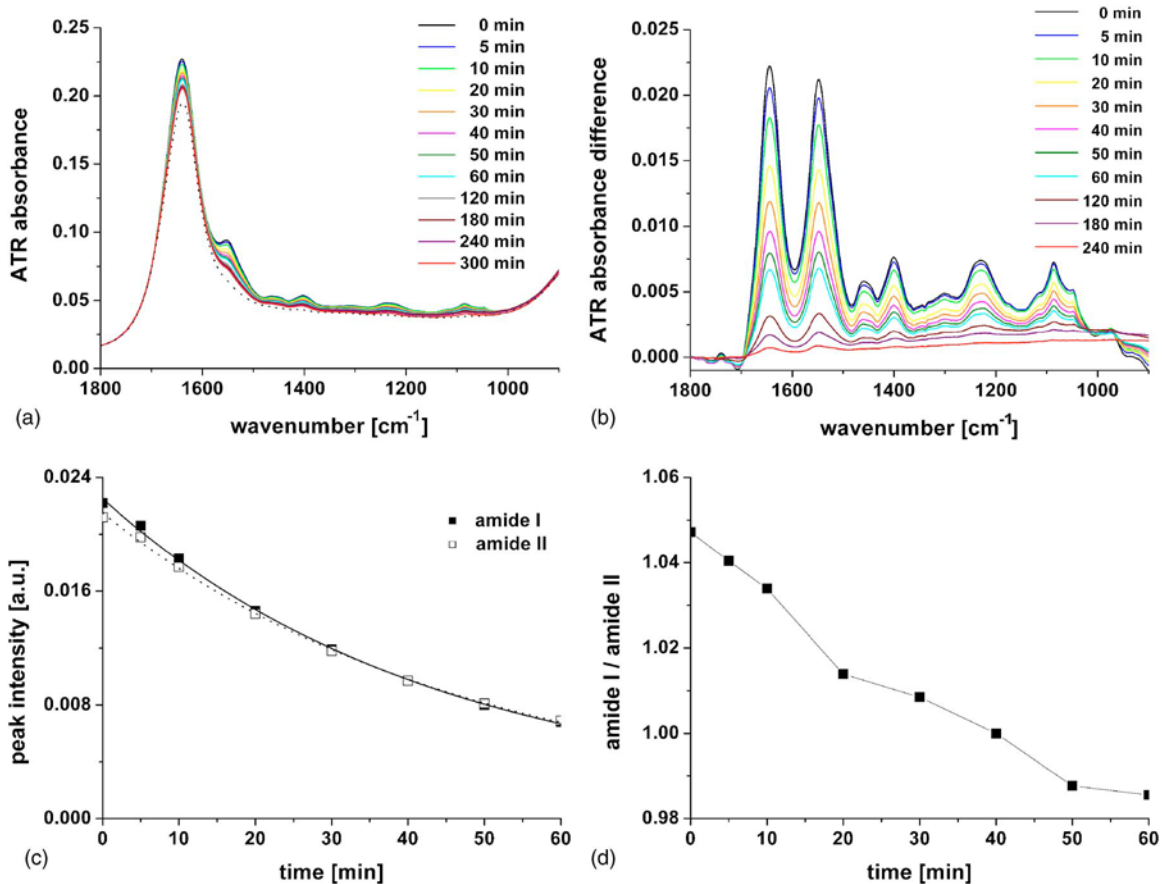 0.25
0.20
0.15
0.10
0.05
0.00
ATR absorbance
0 min
5 min
10 min
20 min
30 min
40 min
50 min
60 min
120 min
180 min
240 min
300 min
1800 1600 1400 1200 1000
wavenumber [cm⁻¹]
(a)
0.025
0.020
0.015
0.010
0.005
0.000
ATR absorbance difference
0 min
5 min
10 min
20 min
30 min
40 min
50 min
60 min
120 min
180 min
240 min
1800 1600 1400 1200 1000
wavenumber [cm⁻¹]
(b)
0.024
0.016
0.008
0.000
peak intensity [a.u.]
amide I
amide II
0 10 20 30 40 50 60
time [min]
(c)
1.06
1.04
1.02
1.00
0.98
amide I / amide II
0 10 20 30 40 50 60
time [min]
(d)